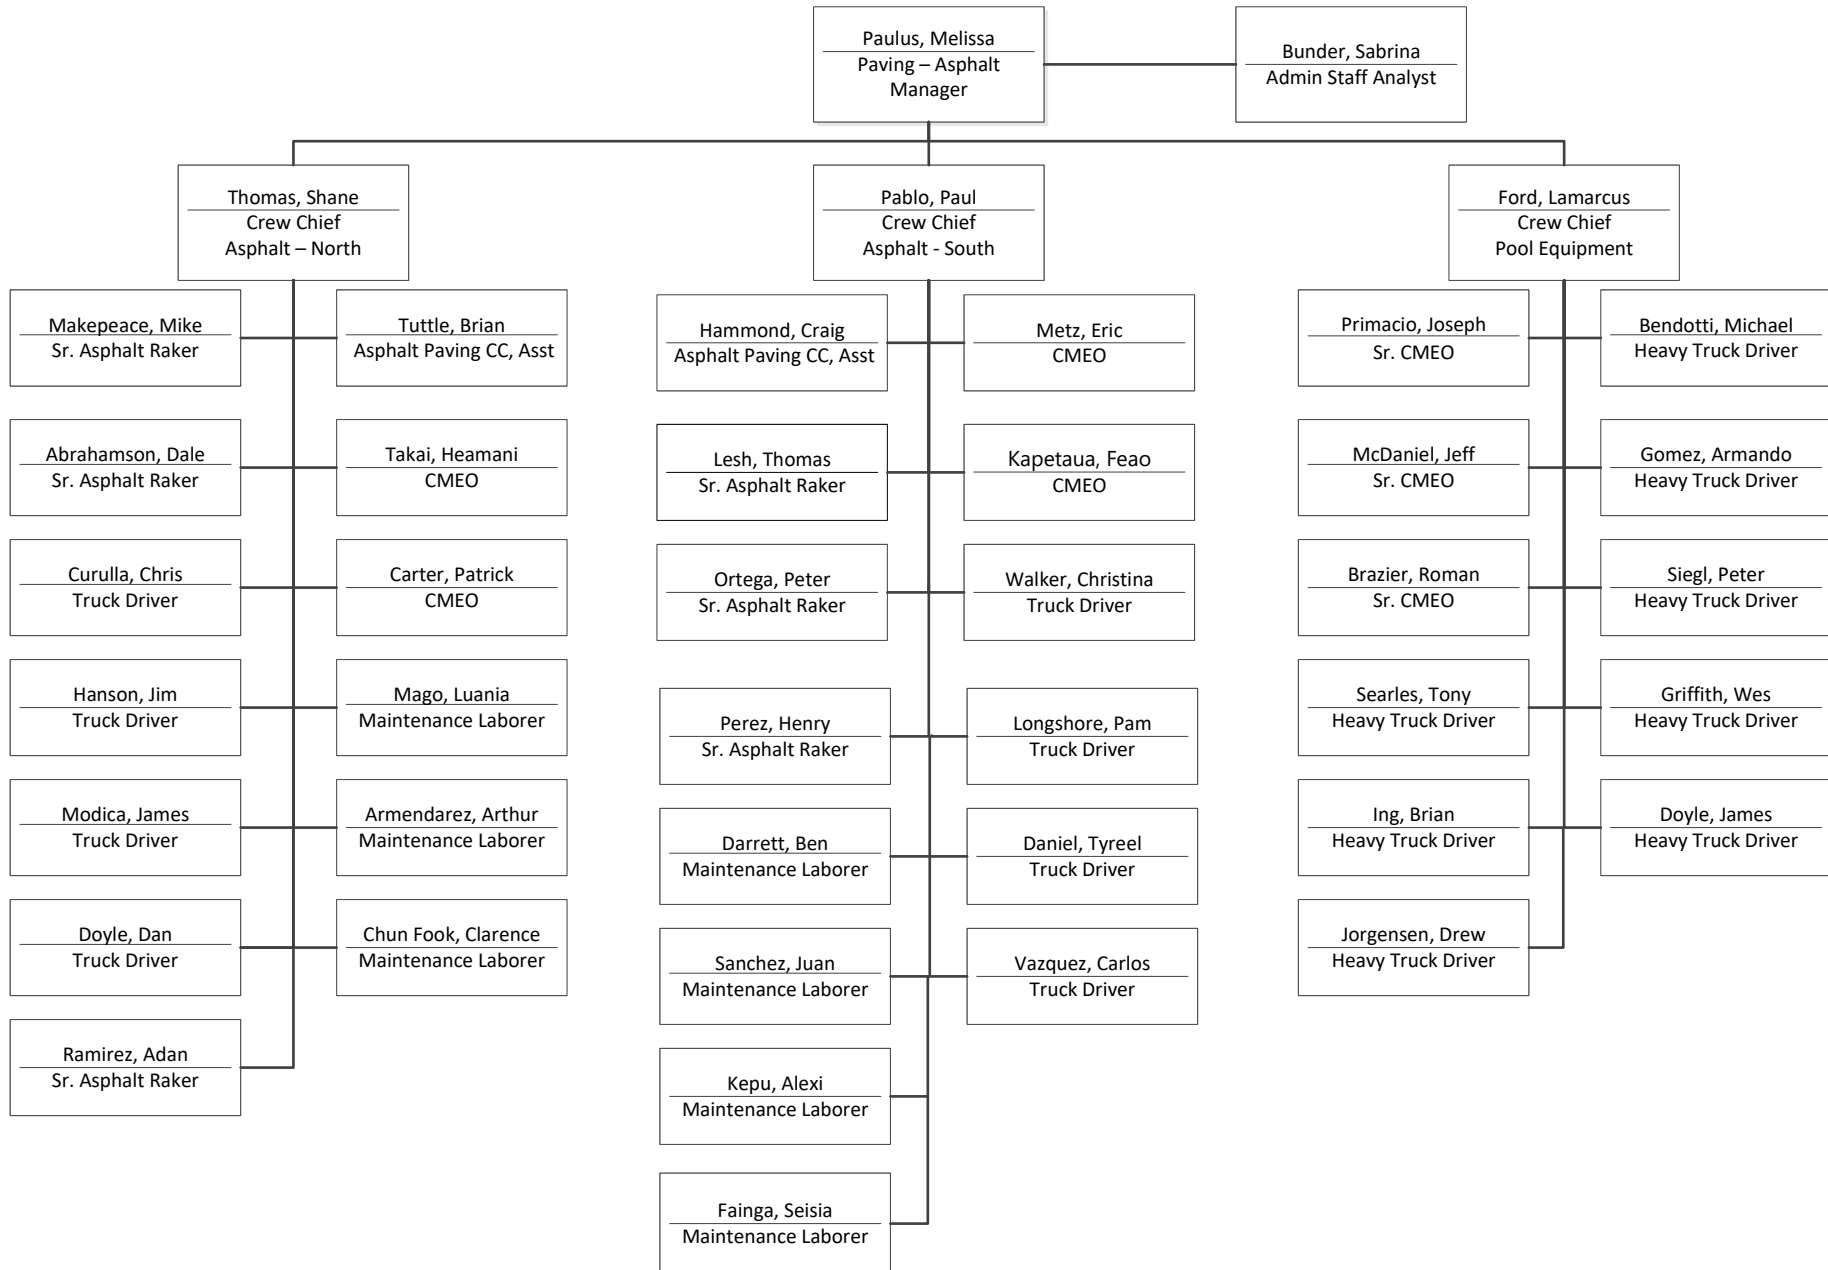 Paulus, Melissa
Paving – Asphalt
Manager
Bunder, Sabrina
Admin Staff Analyst
Thomas, Shane
Crew Chief
Asphalt – North
Pablo, Paul
Crew Chief
Asphalt - South
Ford, Lamarcus
Crew Chief
Pool Equipment
Makepeace, Mike
Sr. Asphalt Raker
Tuttle, Brian
Asphalt Paving CC, Asst
Abrahamson, Dale
Sr. Asphalt Raker
Takai, Heamani
CMEO
Curulla, Chris
Truck Driver
Carter, Patrick
CMEO
Hanson, Jim
Truck Driver
Mago, Luania
Maintenance Laborer
Modica, James
Truck Driver
Armendarez, Arthur
Maintenance Laborer
Doyle, Dan
Truck Driver
Chun Fook, Clarence
Maintenance Laborer
Ramirez, Adan
Sr. Asphalt Raker
Hammond, Craig
Asphalt Paving CC, Asst
Metz, Eric
CMEO
Lesh, Thomas
Sr. Asphalt Raker
Kapetaua, Feao
CMEO
Ortega, Peter
Sr. Asphalt Raker
Walker, Christina
Truck Driver
Perez, Henry
Sr. Asphalt Raker
Longshore, Pam
Truck Driver
Darrett, Ben
Maintenance Laborer
Daniel, Tyreel
Truck Driver
Sanchez, Juan
Maintenance Laborer
Vazquez, Carlos
Truck Driver
Kepu, Alexi
Maintenance Laborer
Fainga, Seisia
Maintenance Laborer
Primacio, Joseph
Sr. CMEO
Bendotti, Michael
Heavy Truck Driver
McDaniel, Jeff
Sr. CMEO
Gomez, Armando
Heavy Truck Driver
Brazier, Roman
Sr. CMEO
Siegl, Peter
Heavy Truck Driver
Searles, Tony
Heavy Truck Driver
Griffith, Wes
Heavy Truck Driver
Ing, Brian
Heavy Truck Driver
Doyle, James
Heavy Truck Driver
Jorgensen, Drew
Heavy Truck Driver